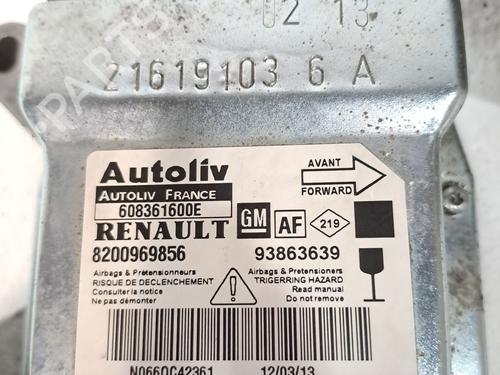 02 13
21619103 6 A
Autoliv
AUTOLIV FRANCE
608361600E
AVANT
FORWARD
RENAULT
GM
AF
219
8200969856
93863639
Airbags & Prétensionneurs
RISQUE DE DECLENCHEMENT
Consulter la notice
Ne pas démonter
Airbags & Pretensioners
TRIGERRING HAZARD
Read manual
Do not remove
N0660C42361
12/03/13